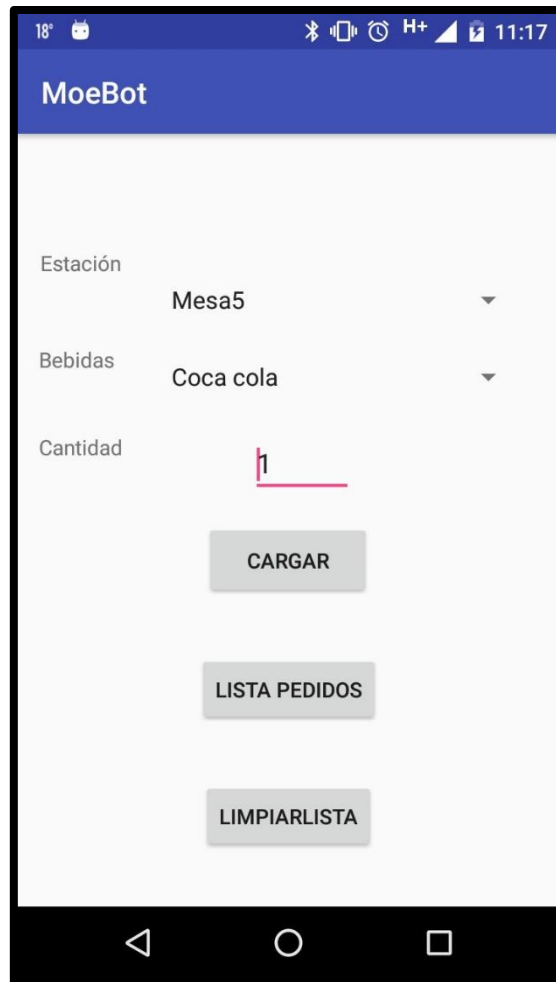 18° H+ 11:17
MoeBot
Estación
Mesa5
Bebidas
Coca cola
Cantidad
1
CARGAR
LISTA PEDIDOS
LIMPIARLISTA